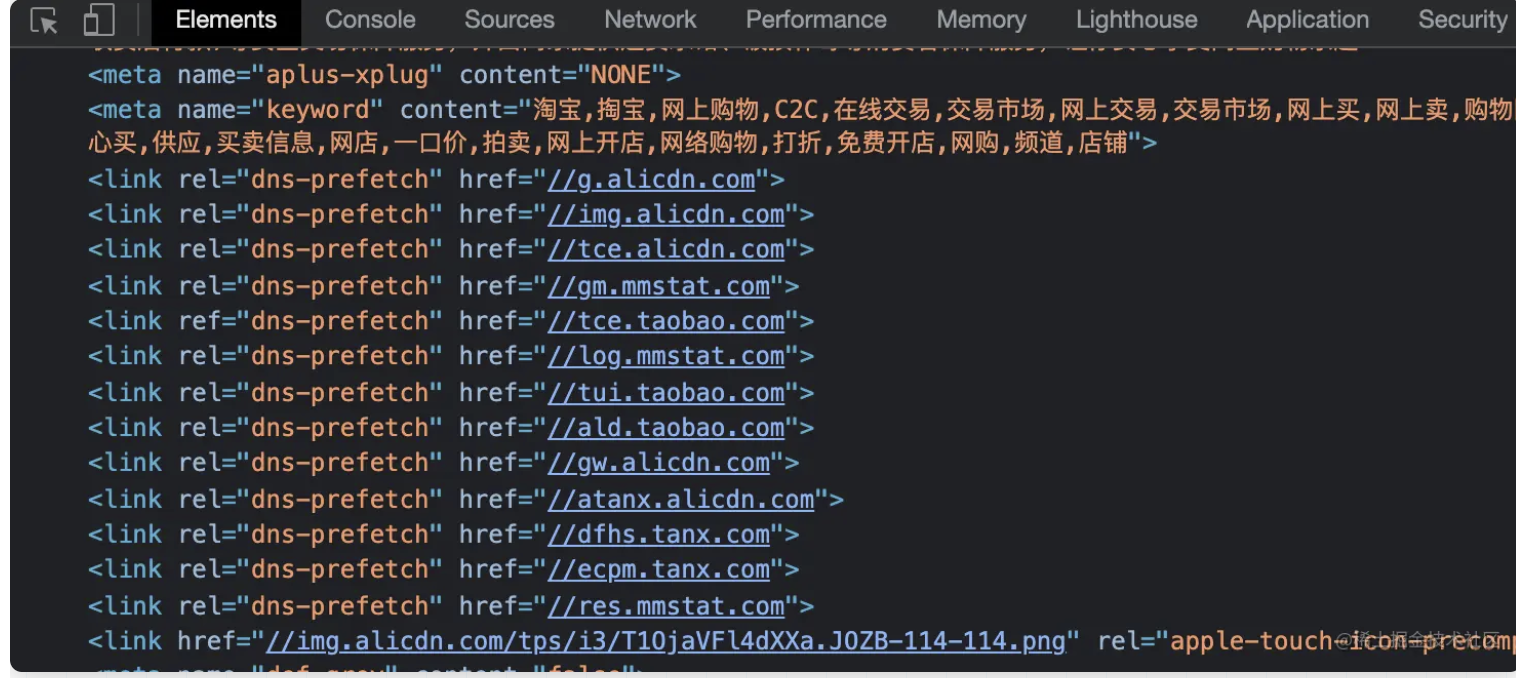 Elements Console Sources Network Performance Memory Lighthouse Application Security
<meta name="aplus-xplug" content="NONE">
<meta name="keyword" content="淘宝,掏宝,网上购物,C2C,在线交易,交易市场,网上交易,交易市场,网上买,网上卖,购物
心买,供应,买卖信息,网店,一口价,拍卖,网上开店,网络购物,打折,免费开店,网购,频道,店铺">
<link rel="dns-prefetch" href="//g.alicdn.com">
<link rel="dns-prefetch" href="//img.alicdn.com">
<link rel="dns-prefetch" href="//tce.alicdn.com">
<link rel="dns-prefetch" href="//gm.mmstat.com">
<link ref="dns-prefetch" href="//tce.taobao.com">
<link rel="dns-prefetch" href="//log.mmstat.com">
<link rel="dns-prefetch" href="//tui.taobao.com">
<link rel="dns-prefetch" href="//ald.taobao.com">
<link rel="dns-prefetch" href="//gw.alicdn.com">
<link rel="dns-prefetch" href="//atanx.alicdn.com">
<link rel="dns-prefetch" href="//dfhs.tanx.com">
<link rel="dns-prefetch" href="//ecpm.tanx.com">
<link rel="dns-prefetch" href="//res.mmstat.com">
<link href="//img.alicdn.com/tps/i3/T1OjaVFl4dXXa.JOZB-114-114.png" rel="apple-touch-icon-precomp
@稀土掘金技术社区